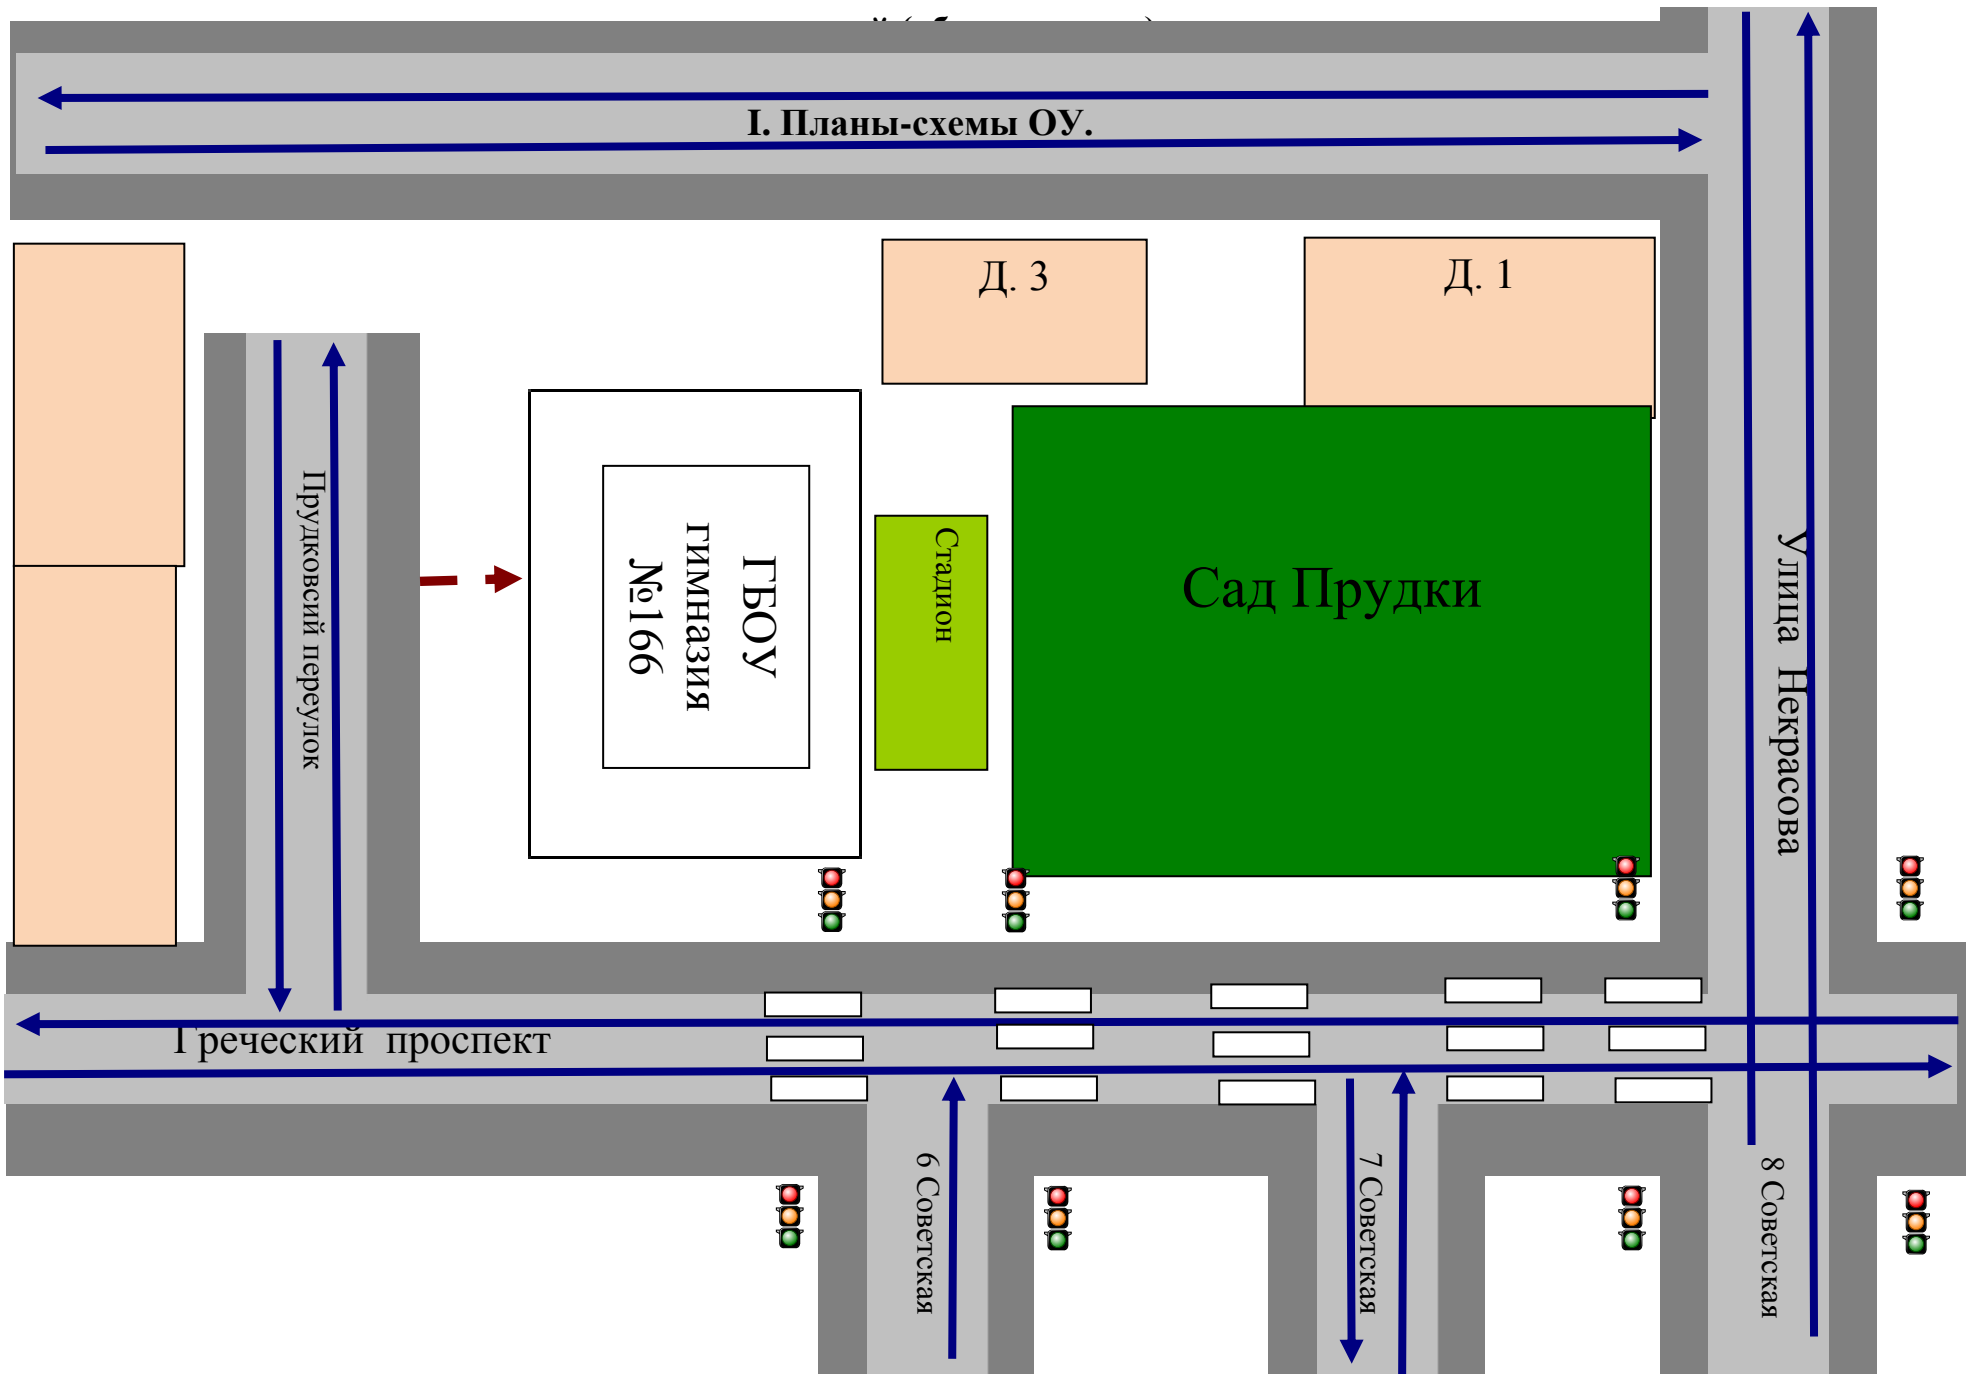 I. Планы-схемы ОУ.
Д. 3
Д. 1
Прудковсий переулок
ГБОУ
гимназия
№166
Стадион
Сад Прудки
Улица Некрасова
Греческий проспект
6 Советская
7 Советская
8 Советская